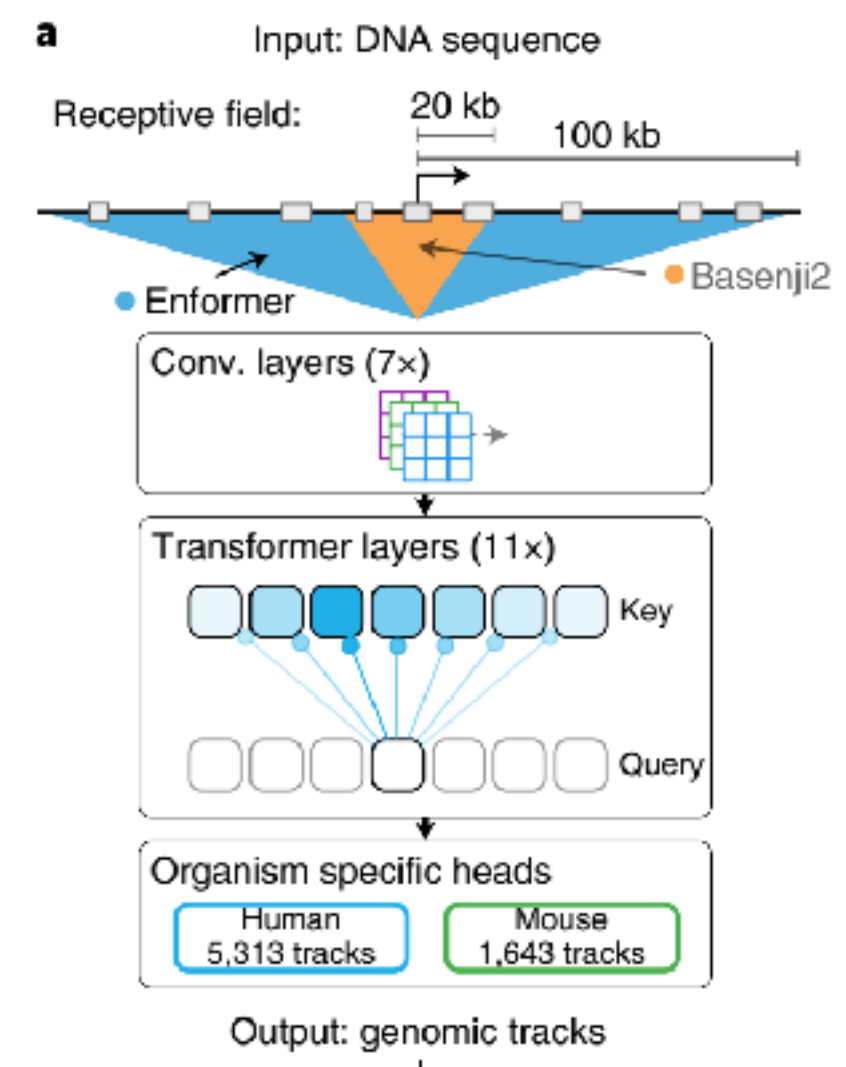 a
Input: DNA sequence
Receptive field:
20 kb
100 kb
Enformer
Basenji2
Conv. layers (7×)
Transformer layers (11×)
Key
Query
Organism specific heads
Human
5,313 tracks
Mouse
1,643 tracks
Output: genomic tracks